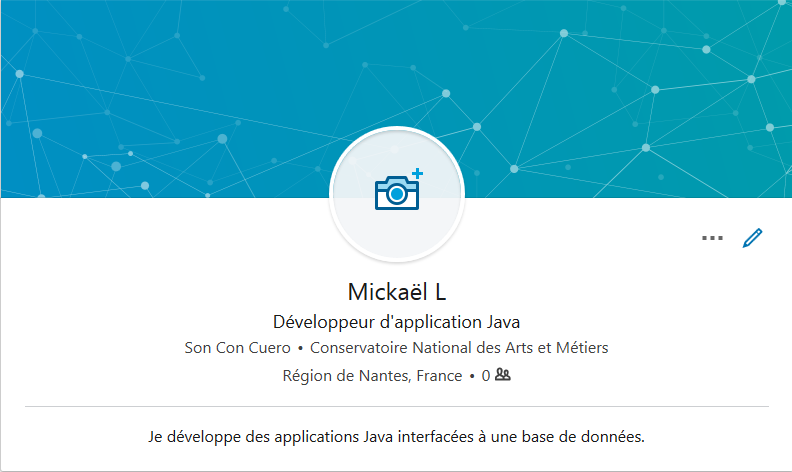 Mickaël L
Développeur d'application Java
Son Con Cuero • Conservatoire National des Arts et Métiers
Région de Nantes, France • 0
Je développe des applications Java interfacées à une base de données.